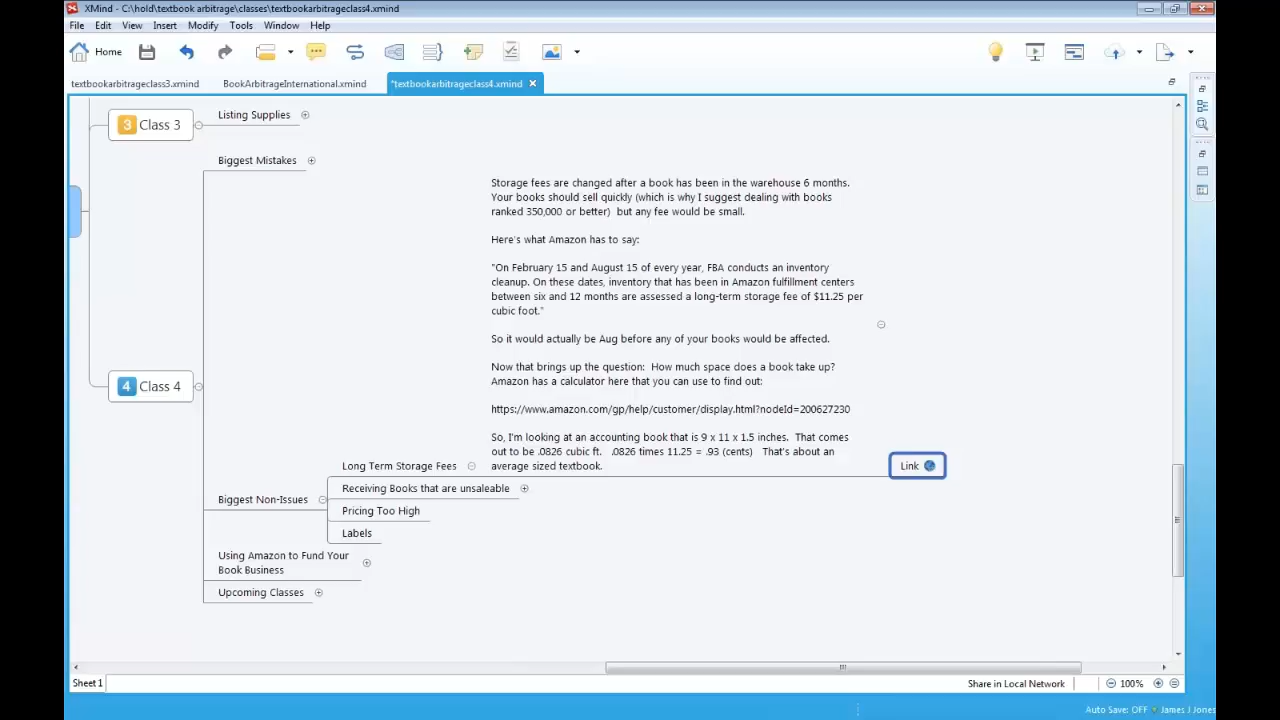 XMind - C:\hold\textbook arbitrage\classes\textbookarbitrageclass4.xmind
File Edit View Insert Modify Tools Window Help
Home
textbookarbitrageclass3.xmind BookArbitrageInternational.xmind *textbookarbitrageclass4.xmind
3 Class 3
Listing Supplies
Biggest Mistakes
Storage fees are changed after a book has been in the warehouse 6 months.
Your books should sell quickly (which is why I suggest dealing with books
ranked 350,000 or better) but any fee would be small.
Here's what Amazon has to say:
"On February 15 and August 15 of every year, FBA conducts an inventory
cleanup. On these dates, inventory that has been in Amazon fulfillment centers
between six and 12 months are assessed a long-term storage fee of $11.25 per
cubic foot."
So it would actually be Aug before any of your books would be affected.
Now that brings up the question: How much space does a book take up?
Amazon has a calculator here that you can use to find out:
https://www.amazon.com/gp/help/customer/display.html?nodeId=200627230
So, I'm looking at an accounting book that is 9 x 11 x 1.5 inches. That comes
out to be .0826 cubic ft. .0826 times 11.25 = .93 (cents) That's about an
average sized textbook.
4 Class 4
Long Term Storage Fees
Link
Receiving Books that are unsaleable
Biggest Non-Issues
Pricing Too High
Labels
Using Amazon to Fund Your
Book Business
Upcoming Classes
Sheet 1
Share in Local Network
100%
Auto Save: OFF
James J Jones